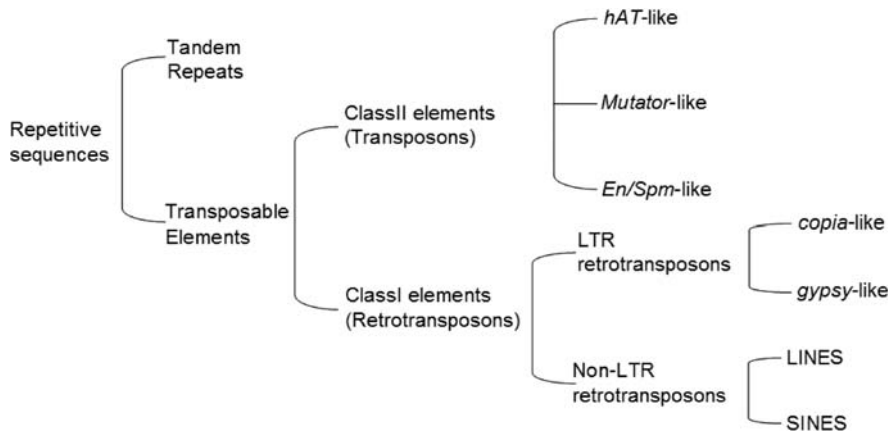 hAT-like
Tandem
Repeats
ClassII elements
(Transposons)
Mutator-like
Repetitive
sequences
En/Spm-like
Transposable
Elements
copia-like
LTR
retrotransposons
ClassI elements
(Retrotransposons)
gypsy-like
LINES
Non-LTR
retrotransposons
SINES